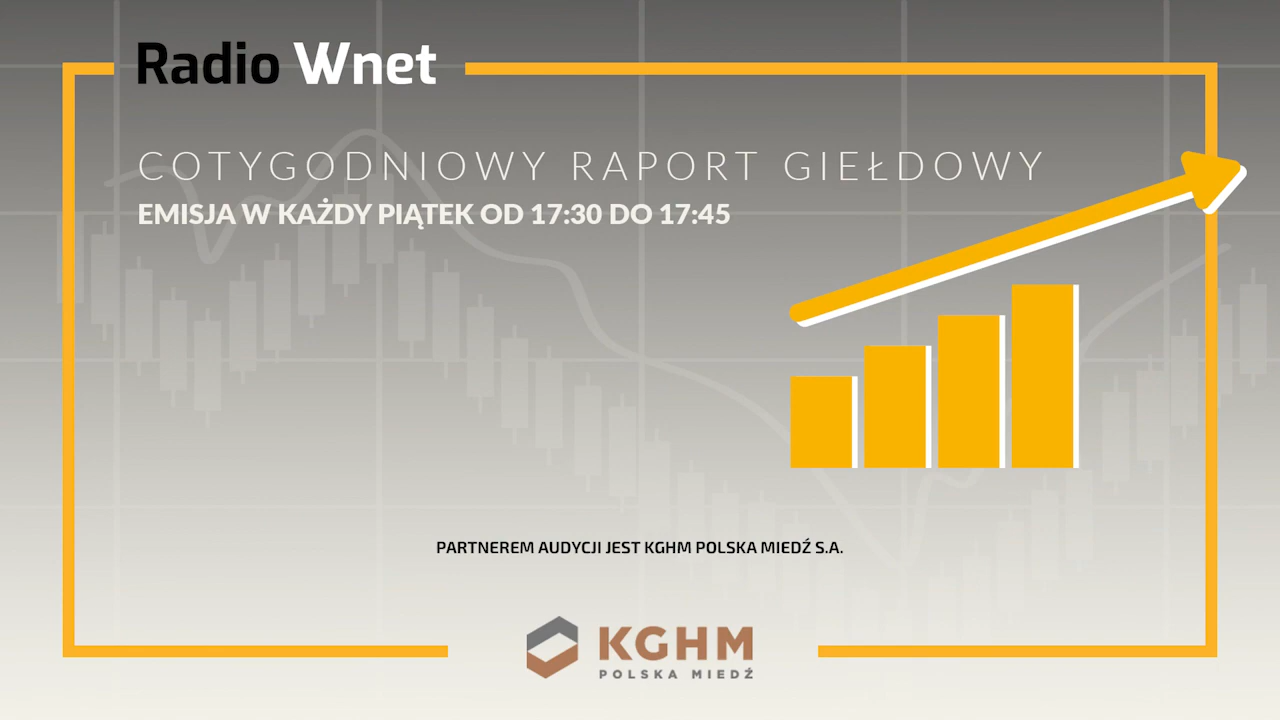 Radio Wnet
COTYGODNIOWY RAPORT GIEŁDOWY
EMISJA W KAŻDY PIĄTEK OD 17:30 DO 17:45
PARTNEREM AUDYCJI JEST KGHM POLSKA MIEDŹ S.A.
KGHM
POLSKA MIEDŹ